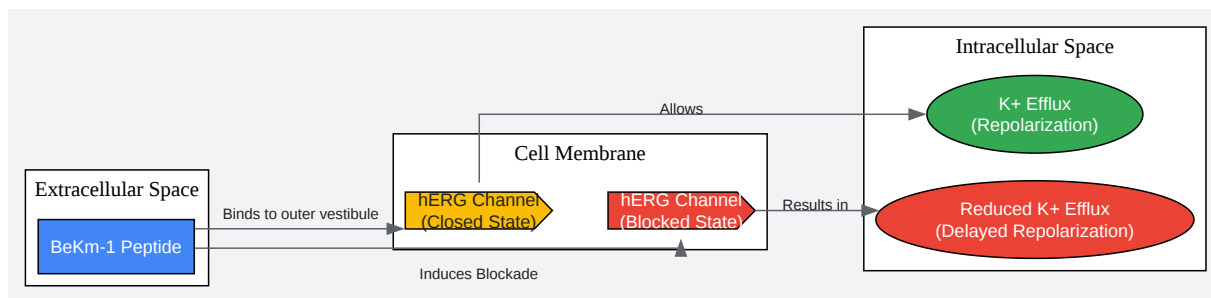 Intracellular Space
K+ Efflux
(Repolarization)
Allows
Cell Membrane
Extracellular Space
hERG Channel
(Closed State)
hERG Channel
(Blocked State)
Results in
Reduced K+ Efflux
(Delayed Repolarization)
Binds to outer vestibule
BeKm-1 Peptide
Induces Blockade